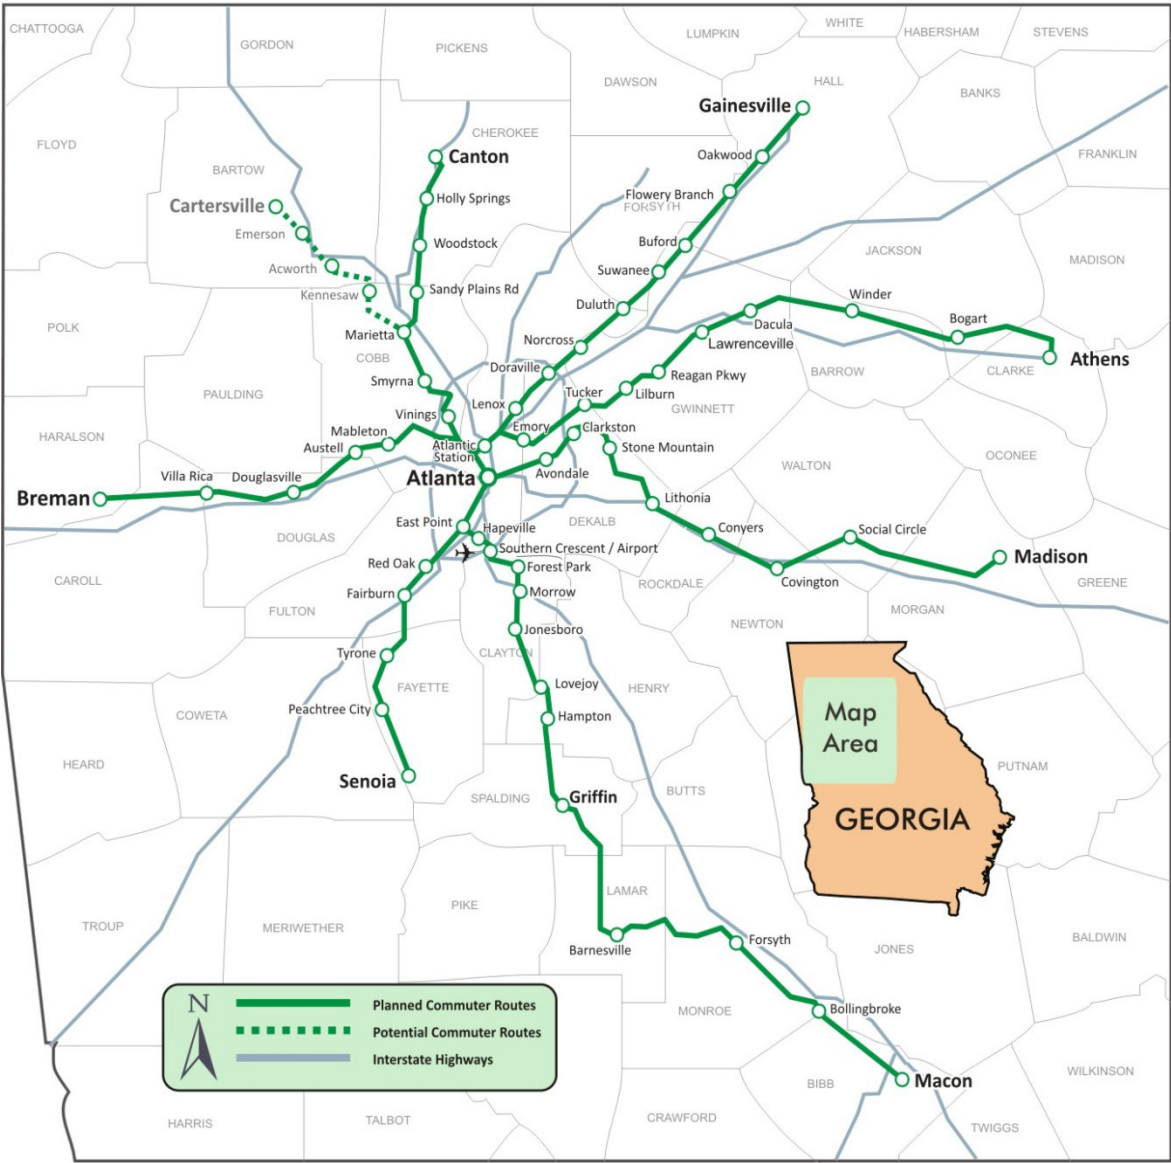 CHATTOOGA
GORDON
PICKENS
LUMPKIN
WHITE
HABERSHAM
STEVENS
DAWSON
HALL
BANKS
Gainesville
FLOYD
CHEROKEE
FRANKLIN
BARTOW
Canton
Oakwood
Cartersville
Holly Springs
Flowery Branch
FORSYTH
Emerson
Woodstock
Buford
JACKSON
MADISON
Acworth
Suwanee
Kennesaw
Sandy Plains Rd
Duluth
Winder
POLK
Marietta
Dacula
Bogart
Norcross
Lawrenceville
COBB
Doraville
Athens
Smyrna
Reagan Pkwy
BARROW
CLARKE
PAULDING
Tucker
Lilburn
Lenox
GWINNETT
Vinings
Emory
Clarkston
HARALSON
Mableton
Austell
Atlantic
Station
Stone Mountain
OCONEE
Villa Rica
Douglasville
Atlanta
Avondale
WALTON
Breman
Lithonia
East Point
Hapeville
DEKALB
Conyers
Social Circle
DOUGLAS
Southern Crescent / Airport
Madison
Red Oak
Forest Park
CAROLL
ROCKDALE
Covington
GREENE
Fairburn
Morrow
FULTON
MORGAN
NEWTON
Jonesboro
Tyrone
CLAYTON
FAYETTE
Lovejoy
HENRY
Peachtree City
COWETA
Hampton
Map
Area
HEARD
PUTNAM
Senoia
SPALDING
Griffin
BUTTS
GEORGIA
LAMAR
PIKE
TROUP
MERIWETHER
Barnesville
Forsyth
JONES
BALDWIN
N
Planned Commuter Routes
Potential Commuter Routes
Interstate Highways
MONROE
Bollingbroke
Macon
BIBB
WILKINSON
HARRIS
TALBOT
CRAWFORD
TWIGGS